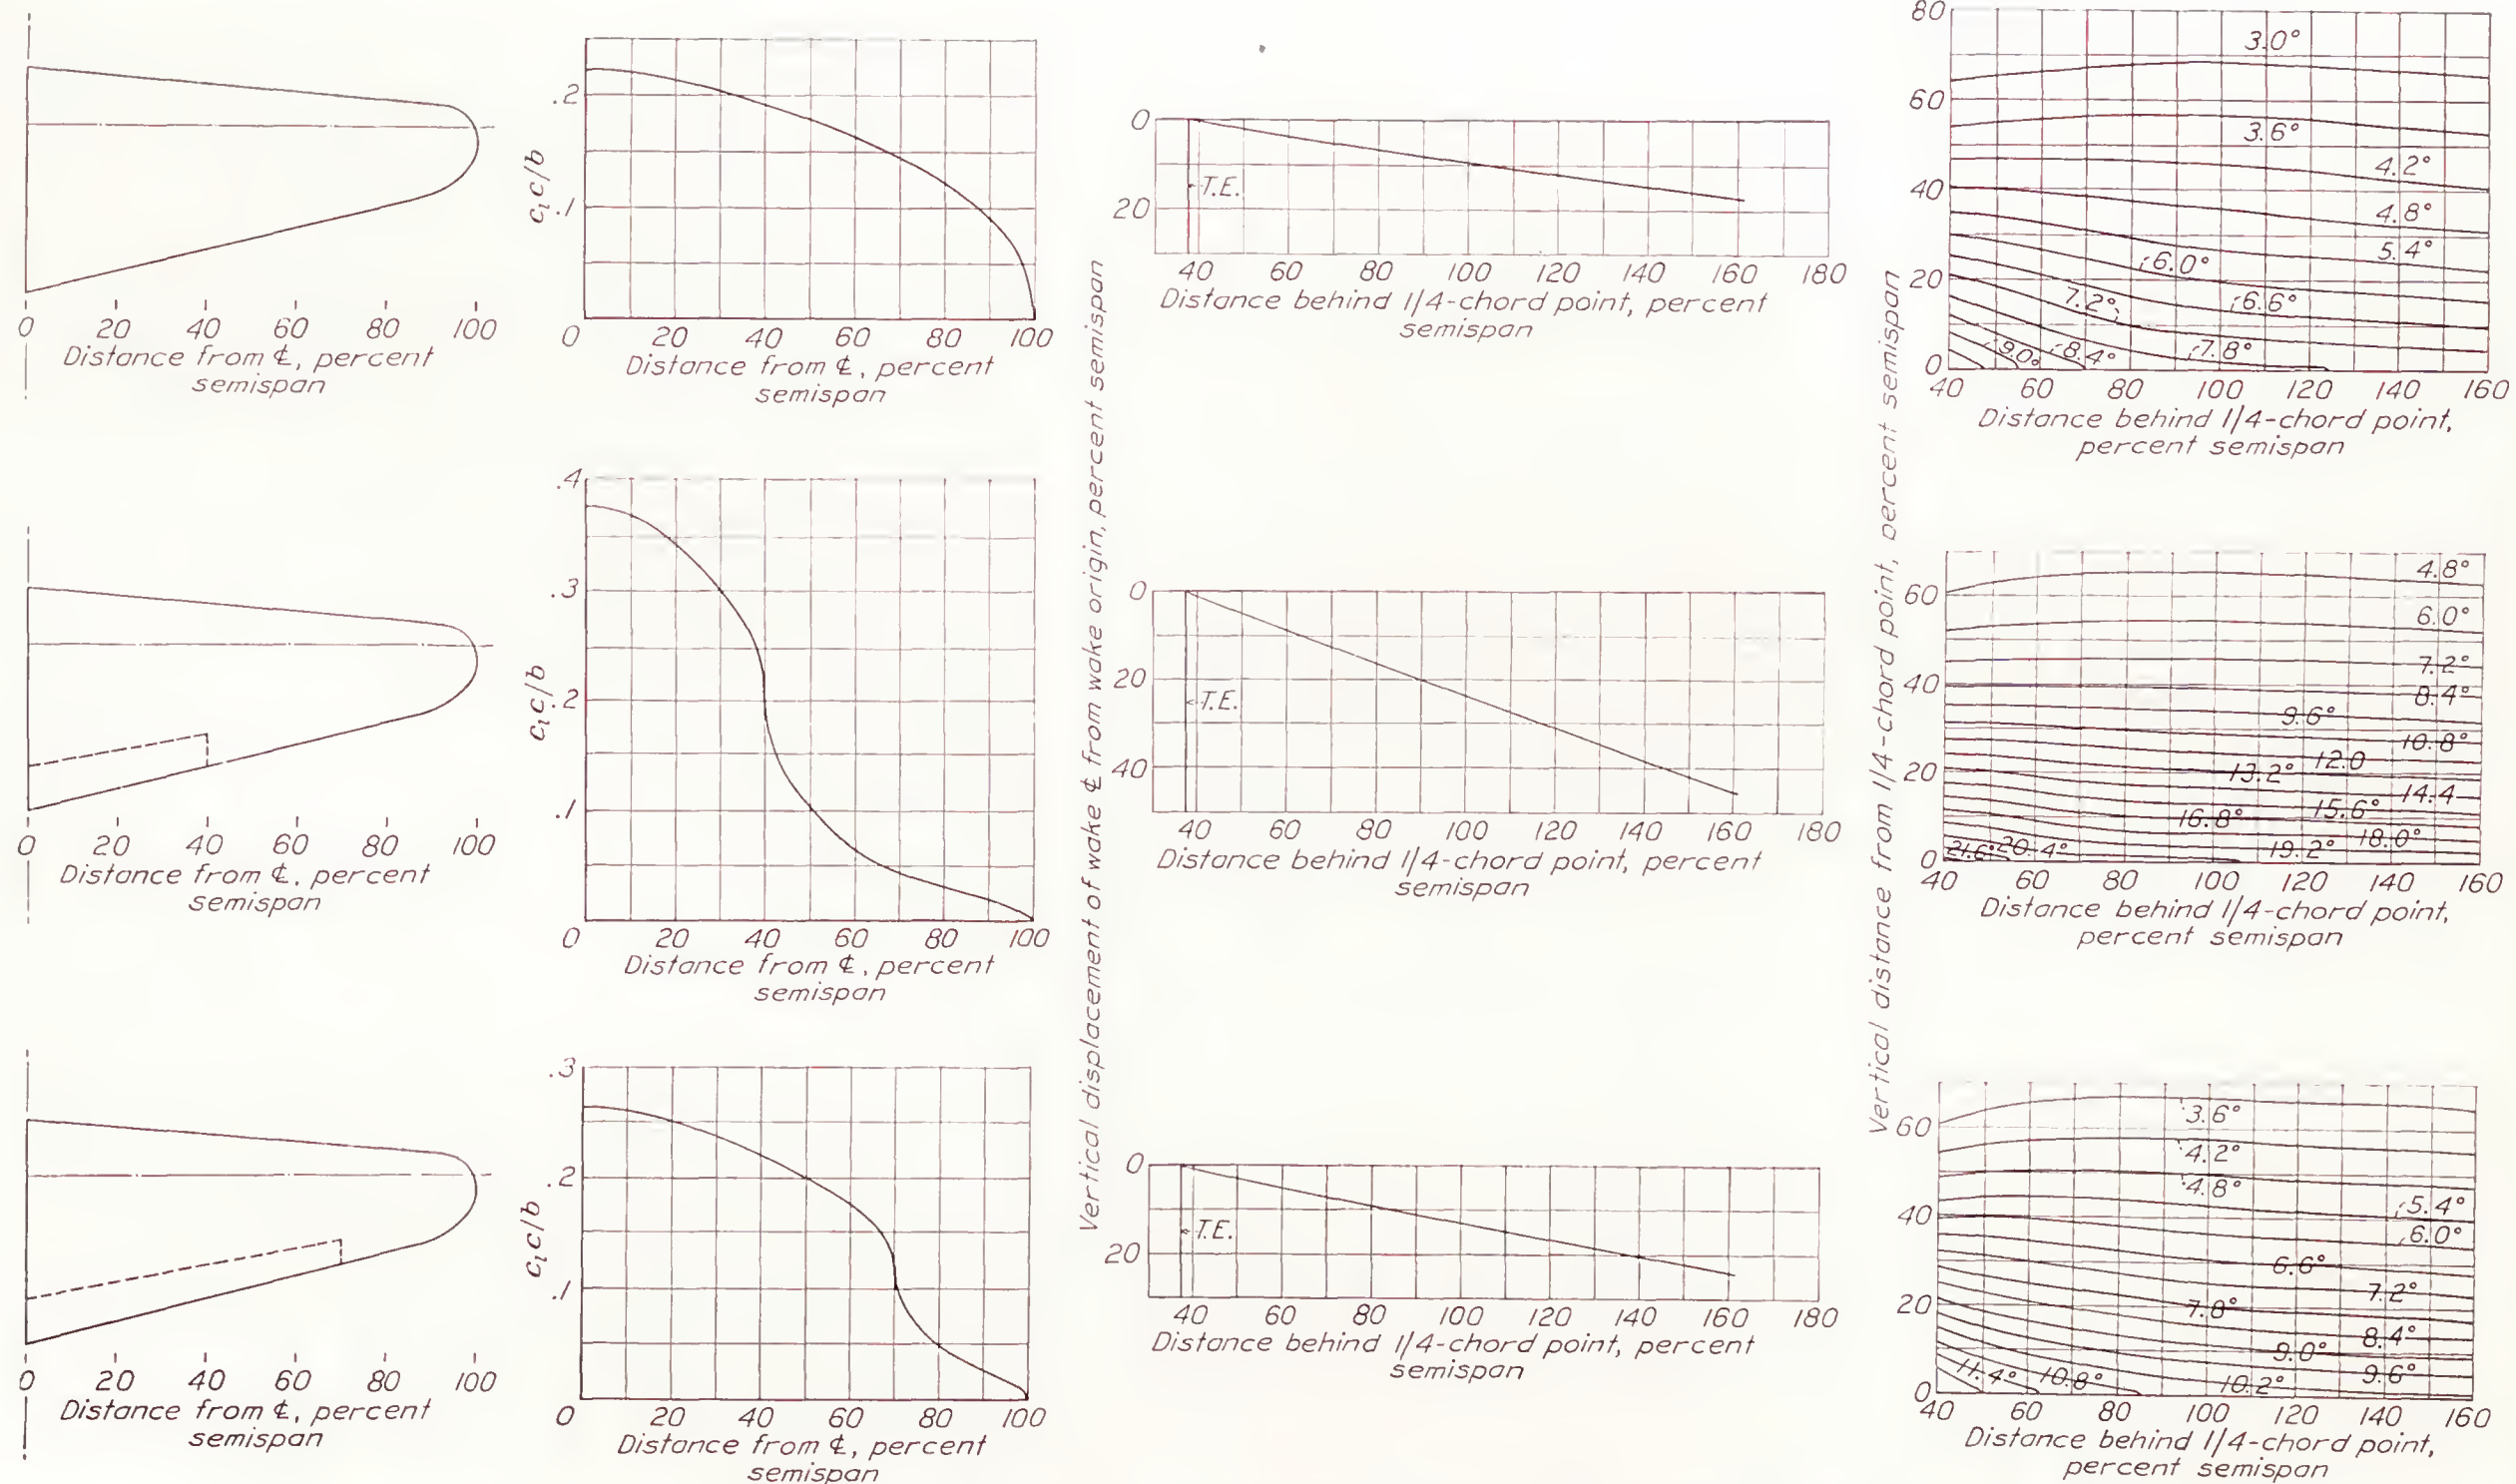 0 20 40 60 80 100
Distance from ℄, percent
semispan
.2
.1
c_l c/b
0 20 40 60 80 100
Distance from ℄, percent
semispan
0
20
T.E.
40 60 80 100 120 140 160 180
Distance behind 1/4-chord point, percent
semispan
80
60
40
20
0
3.0°
3.6°
4.2°
4.8°
5.4°
6.0°
6.6°
7.2°
7.8°
8.4°
9.0°
40 60 80 100 120 140 160
Distance behind 1/4-chord point,
percent semispan
0 20 40 60 80 100
Distance from ℄, percent
semispan
.4
.3
.2
.1
c_l c/b
0 20 40 60 80 100
Distance from ℄, percent
semispan
Vertical displacement of wake ℄ from wake origin, percent semispan
0
20
40
T.E.
40 60 80 100 120 140 160 180
Distance behind 1/4-chord point, percent
semispan
Vertical distance from 1/4-chord point, percent semispan
60
40
20
0
4.8°
6.0°
7.2°
8.4°
9.6°
10.8°
12.0
13.2°
14.4
15.6°
16.8°
18.0°
19.2°
20.4°
21.6°
40 60 80 100 120 140 160
Distance behind 1/4-chord point,
percent semispan
0 20 40 60 80 100
Distance from ℄, percent
semispan
.3
.2
.1
c_l c/b
0 20 40 60 80 100
Distance from ℄, percent
semispan
0
20
T.E.
40 60 80 100 120 140 160 180
Distance behind 1/4-chord point, percent
semispan
60
40
20
0
3.6°
4.2°
4.8°
5.4°
6.0°
6.6°
7.2°
7.8°
8.4°
9.0°
9.6°
10.2°
10.8°
11.4°
40 60 80 100 120 140 160
Distance behind 1/4-chord point,
percent semispan